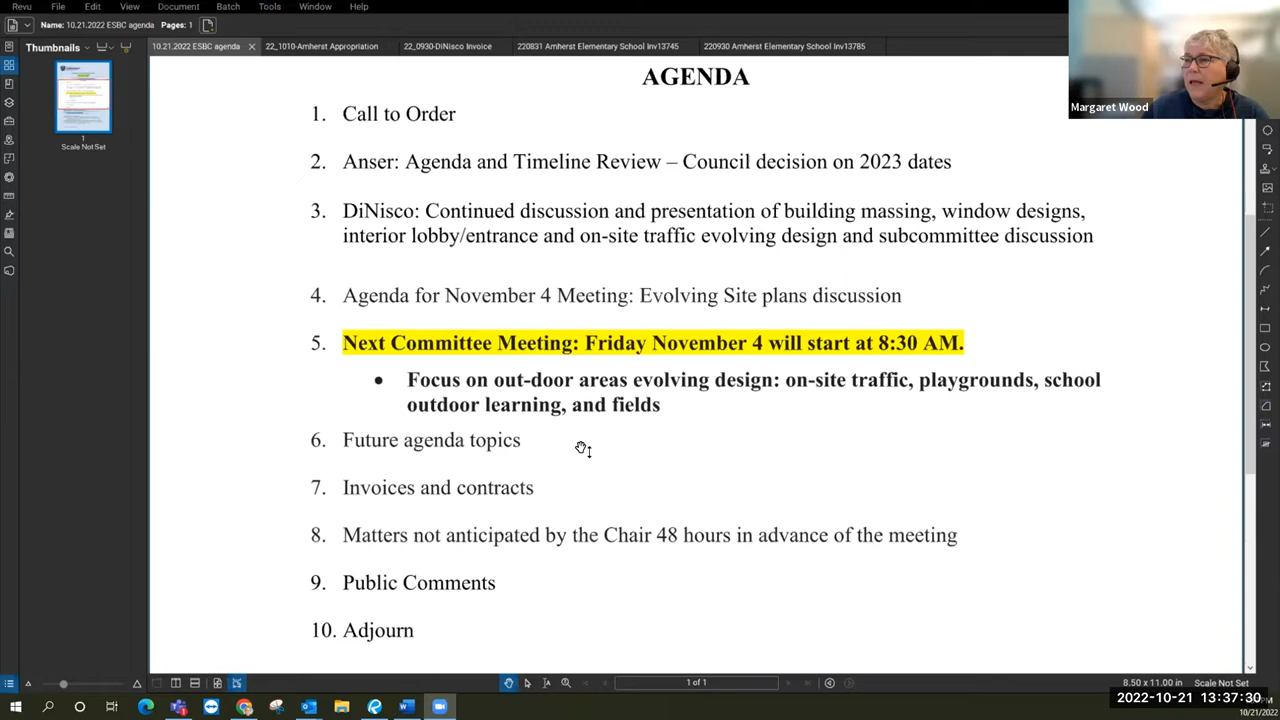 Revu File Edit View Document Batch Tools Window Help
Name: 10.21.2022 ESBC agenda Pages: 1
Thumbnails
10.21.2022 ESBC agenda 22_1010-Amherst Appropriation 22_0930-DiNisco Invoice 220831 Amherst Elementary School Inv13745 220930 Amherst Elementary School Inv13785
Margaret Wood
1
Scale Not Set
AGENDA
1. Call to Order
2. Anser: Agenda and Timeline Review – Council decision on 2023 dates
3. DiNisco: Continued discussion and presentation of building massing, window designs,
interior lobby/entrance and on-site traffic evolving design and subcommittee discussion
4. Agenda for November 4 Meeting: Evolving Site plans discussion
5. Next Committee Meeting: Friday November 4 will start at 8:30 AM.
• Focus on out-door areas evolving design: on-site traffic, playgrounds, school
outdoor learning, and fields
6. Future agenda topics
7. Invoices and contracts
8. Matters not anticipated by the Chair 48 hours in advance of the meeting
9. Public Comments
10. Adjourn
1 of 1
8.50 x 11.00 in Scale Not Set
2022-10-21 13:37:30
10/21/2022